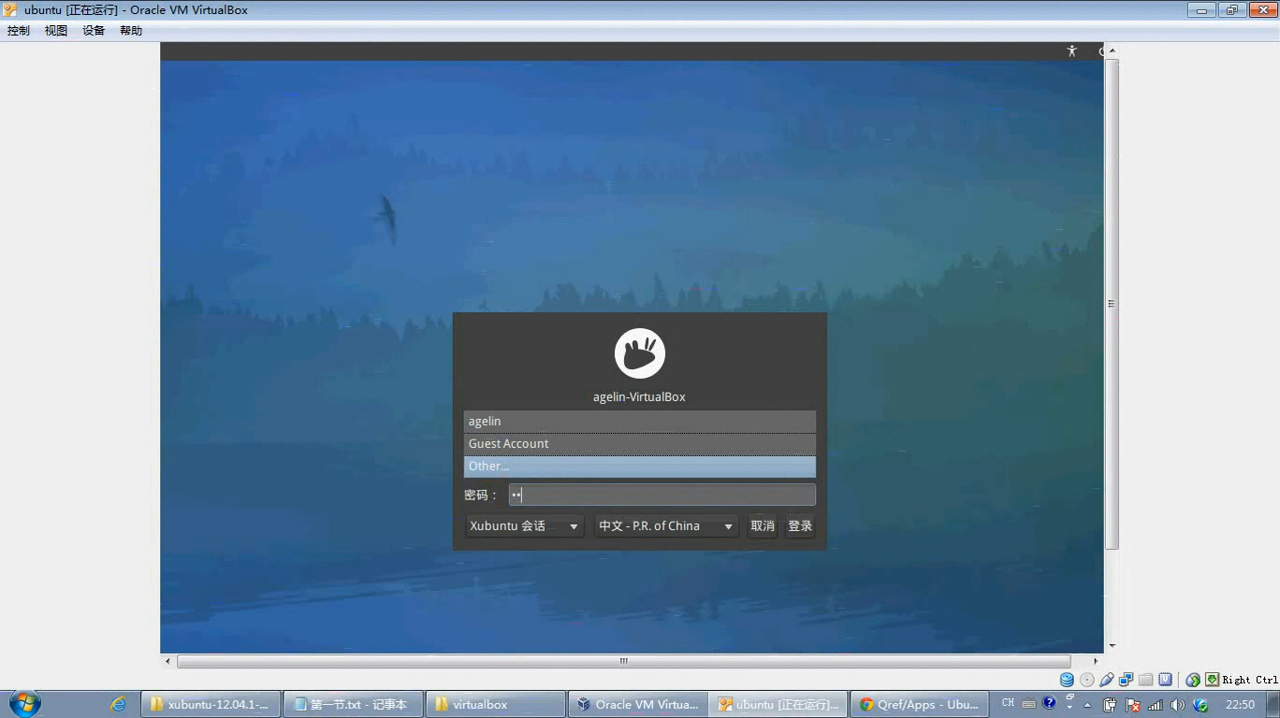 ubuntu [正在运行] - Oracle VM VirtualBox
控制 视图 设备 帮助
agelin-VirtualBox
agelin
Guest Account
Other...
密码：
Xubuntu 会话 中文 - P.R. of China 取消 登录
Right Ctrl
xubuntu-12.04.1-... 第一节.txt - 记事本 virtualbox Oracle VM Virtua... ubuntu [正在运行]... Qref/Apps - Ubu... CH 22:50